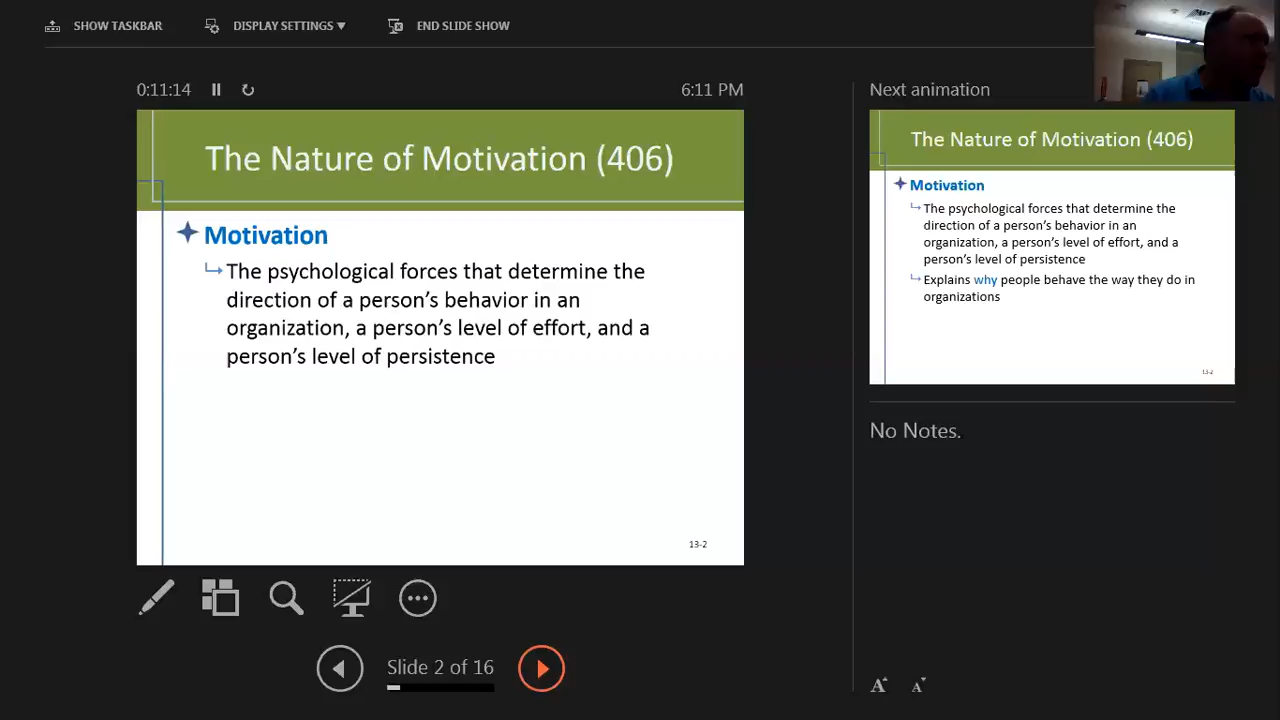 SHOW TASKBAR
DISPLAY SETTINGS ▼
END SLIDE SHOW
0:11:14
6:11 PM
The Nature of Motivation (406)
Motivation
The psychological forces that determine the
direction of a person’s behavior in an
organization, a person’s level of effort, and a
person’s level of persistence
13-2
Slide 2 of 16
Next animation
The Nature of Motivation (406)
Motivation
The psychological forces that determine the
direction of a person’s behavior in an
organization, a person’s level of effort, and a
person’s level of persistence
Explains why people behave the way they do in
organizations
13-2
No Notes.
A A